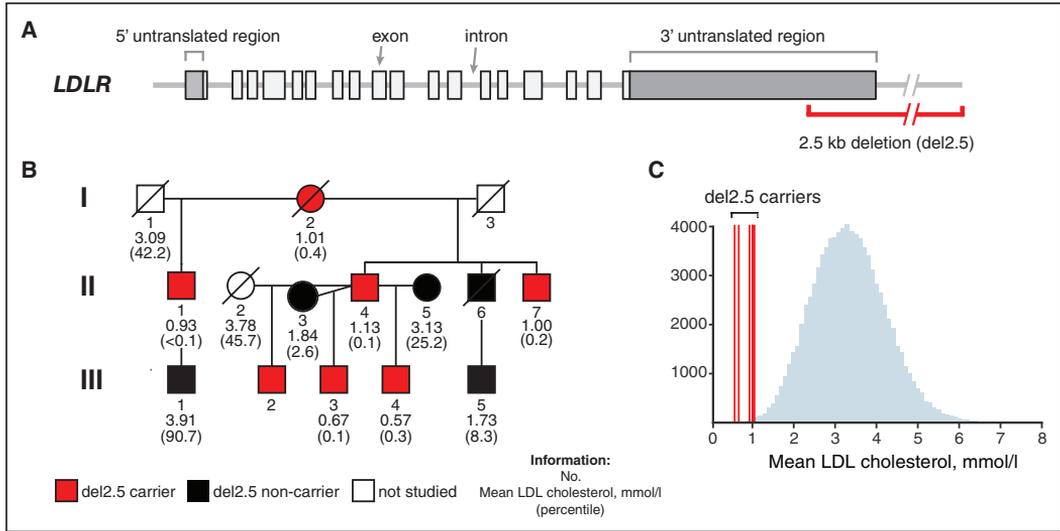 A
5' untranslated region
exon
intron
3' untranslated region
LDLR
2.5 kb deletion (del2.5)
B
I
1
3.09
(42.2)
2
1.01
(0.4)
3
II
1
0.93
(<0.1)
2
3.78
(45.7)
3
1.84
(2.6)
4
1.13
(0.1)
5
3.13
(25.2)
6
7
1.00
(0.2)
III
1
3.91
(90.7)
2
3
0.67
(0.1)
4
0.57
(0.3)
5
1.73
(8.3)
del2.5 carrier
del2.5 non-carrier
not studied
Information:
No.
Mean LDL cholesterol, mmol/l
(percentile)
C
del2.5 carriers
4000
3000
2000
1000
0 1 2 3 4 5 6 7 8
Mean LDL cholesterol, mmol/l